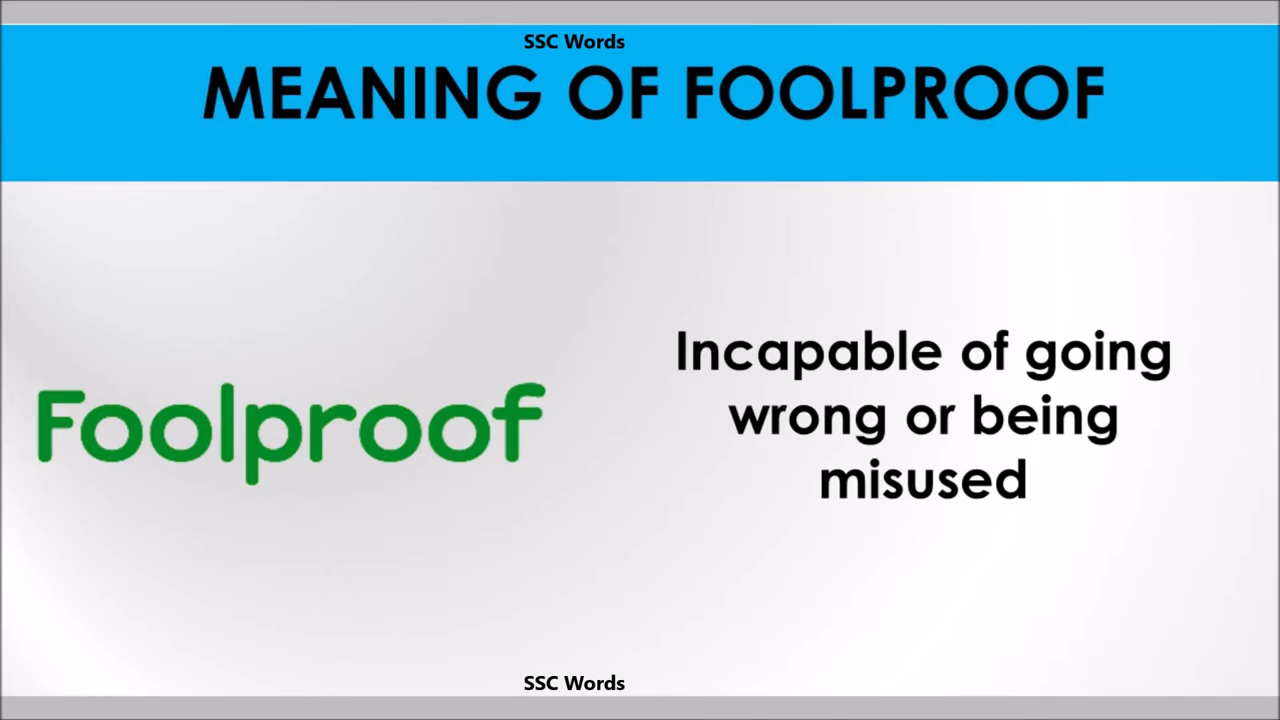 SSC Words
MEANING OF FOOLPROOF
Foolproof
Incapable of going
wrong or being
misused
SSC Words